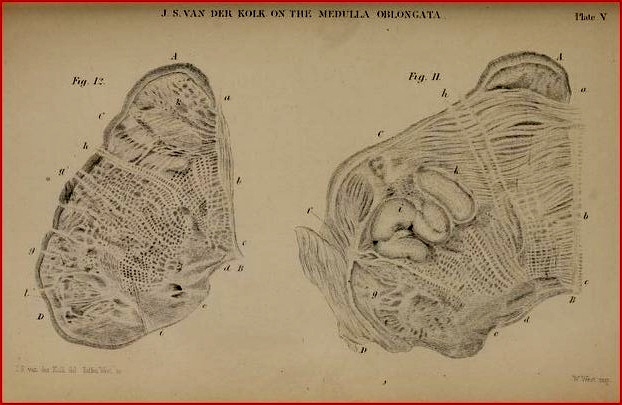 J. S. VAN DER KOLK ON THE MEDULLA OBLONGATA.
Plate V
Fig. 12.
A
a
C
h
g
b
g
c
d B
l
e
D
i
Fig. 11.
A
h
a
C
k
i
f
b
g
c
B
d
e
D
W West imp.